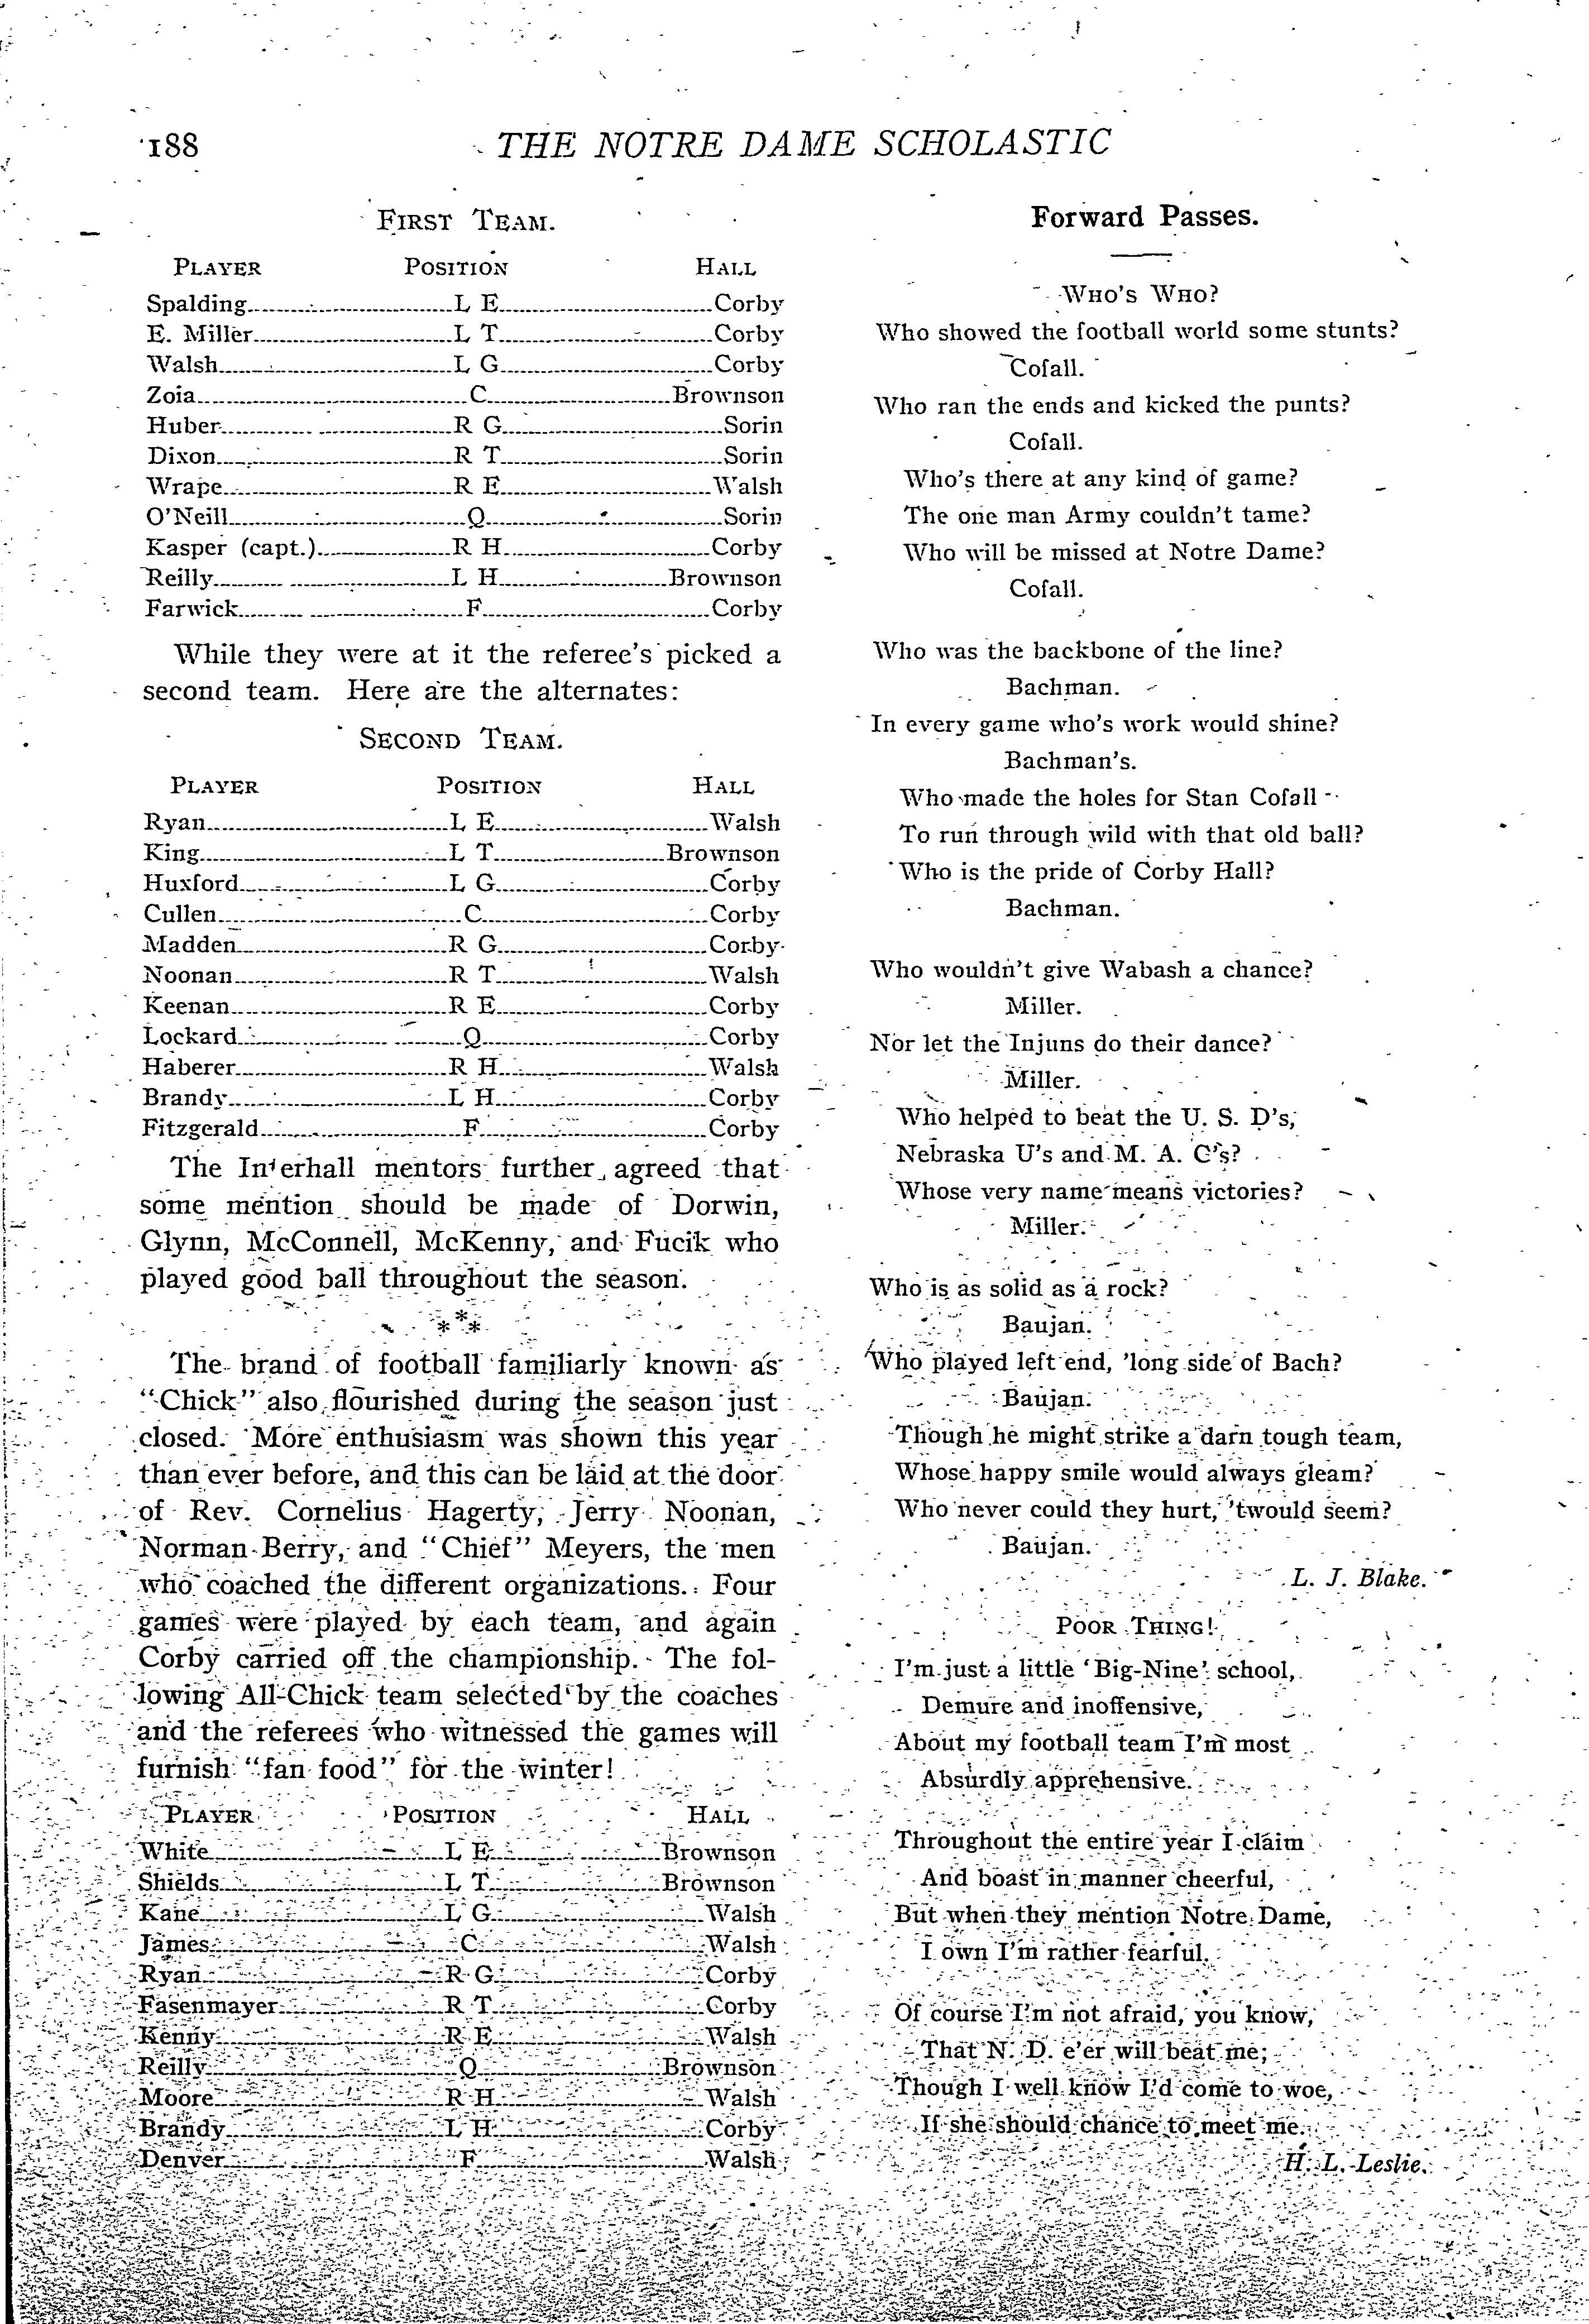 188 THE NOTRE DAME SCHOLASTIC
FIRST TEAM.
PLAYER POSITION HALL
Spalding L E Corby
E. Miller L T Corby
Walsh L G Corby
Zoia C Brownson
Huber R G Sorin
Dixon R T Sorin
Wrape R E Walsh
O'Neill Q Sorin
Kasper (capt.) R H Corby
Reilly L H Brownson
Farwick F Corby
While they were at it the referee's picked a
second team. Here are the alternates:
SECOND TEAM.
PLAYER POSITION HALL
Ryan L E Walsh
King L T Brownson
Huxford L G Corby
Cullen C Corby
Madden R G Corby
Noonan R T Walsh
Keenan R E Corby
Lockard Q Corby
Haberer R H Walsh
Brandy L H Corby
Fitzgerald F Corby
The Interhall mentors further agreed that
some mention should be made of Dorwin,
Glynn, McConnell, McKenny, and Fucik who
played good ball throughout the season.
***
The brand of football familiarly known as
"Chick" also flourished during the season just
closed. More enthusiasm was shown this year
than ever before, and this can be laid at the door
of Rev. Cornelius Hagerty, Jerry Noonan,
Norman Berry, and "Chief" Meyers, the men
who coached the different organizations. Four
games were played by each team, and again
Corby carried off the championship. The fol-
lowing All-Chick team selected by the coaches
and the referees who witnessed the games will
furnish "fan food" for the winter!
PLAYER POSITION HALL
White L E Brownson
Shields L T Brownson
Kane L G Walsh
James C Walsh
Ryan R G Corby
Fasenmayer R T Corby
Kenny R E Walsh
Reilly Q Brownson
Moore R H Walsh
Brandy L H Corby
Denver F Walsh
Forward Passes.
WHO'S WHO?
Who showed the football world some stunts?
Cofall.
Who ran the ends and kicked the punts?
Cofall.
Who's there at any kind of game?
The one man Army couldn't tame?
Who will be missed at Notre Dame?
Cofall.
Who was the backbone of the line?
Bachman.
In every game who's work would shine?
Bachman's.
Who made the holes for Stan Cofall
To run through wild with that old ball?
Who is the pride of Corby Hall?
Bachman.
Who wouldn't give Wabash a chance?
Miller.
Nor let the Injuns do their dance?
Miller.
Who helped to beat the U. S. D's,
Nebraska U's and M. A. C's?
Whose very name means victories?
Miller.
Who is as solid as a rock?
Baujan.
Who played left end, 'long side of Bach?
Baujan.
Though he might strike a darn tough team,
Whose happy smile would always gleam?
Who never could they hurt, 'twould seem?
Baujan.
L. J. Blake.
POOR THING!
I'm just a little 'Big-Nine' school,
Demure and inoffensive,
About my football team I'm most
Absurdly apprehensive.
Throughout the entire year I claim
And boast in manner cheerful,
But when they mention Notre Dame,
I own I'm rather fearful.
Of course I'm not afraid, you know,
That N. D. e'er will beat me;
Though I well know I'd come to woe,
If she should chance to meet me.
H. L. Leslie.